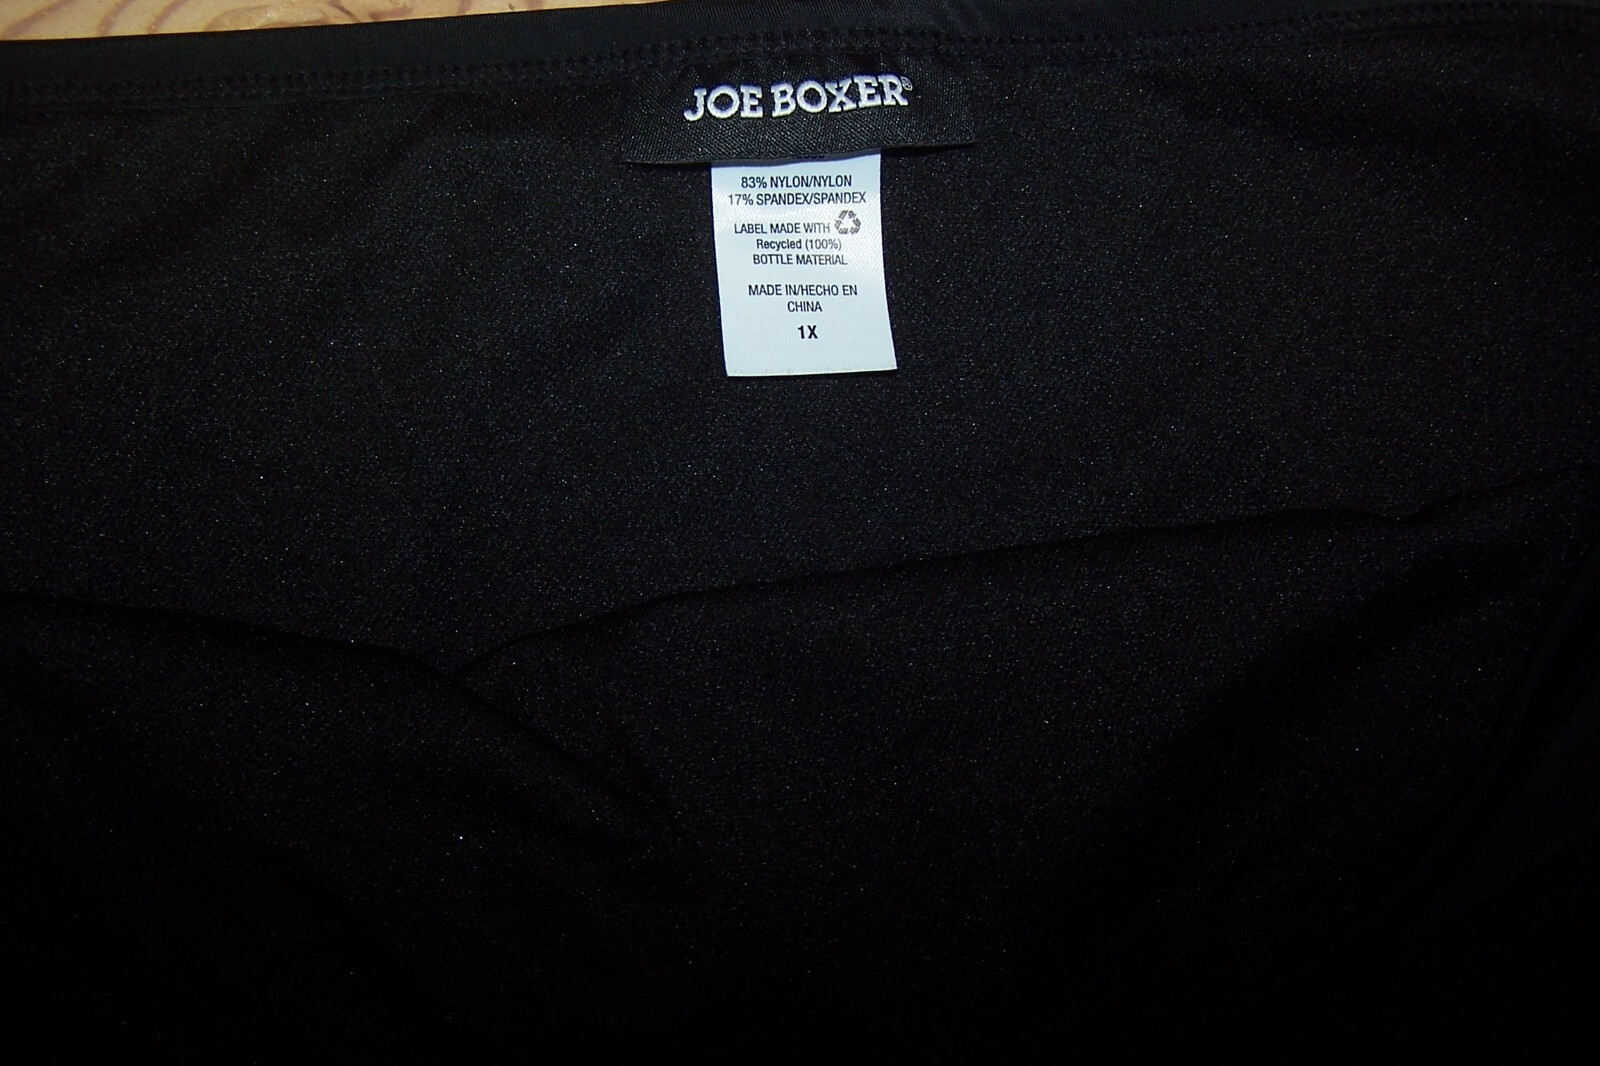 JOE BOXER®
83% NYLON/NYLON
17% SPANDEX/SPANDEX
LABEL MADE WITH
Recycled (100%)
BOTTLE MATERIAL
MADE IN/HECHO EN
CHINA
1X